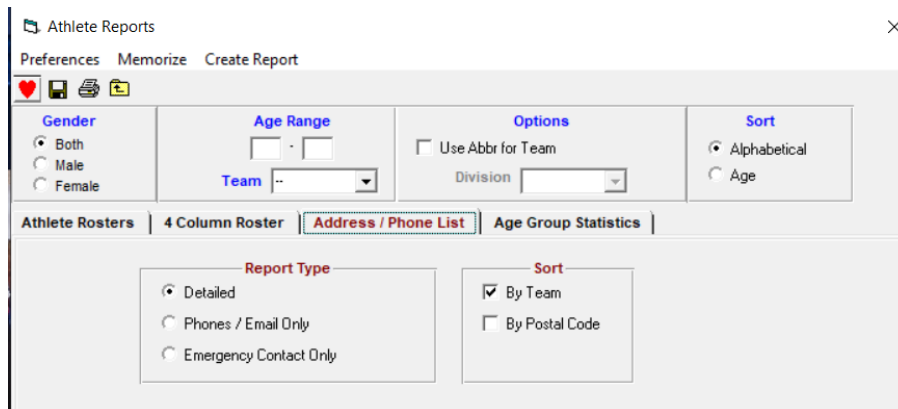 Athlete Reports
Preferences Memorize Create Report
Gender
Both
Male
Female
Age Range
-
Team --
Options
Use Abbr for Team
Division
Sort
Alphabetical
Age
Athlete Rosters 4 Column Roster Address / Phone List Age Group Statistics
Report Type
Detailed
Phones / Email Only
Emergency Contact Only
Sort
By Team
By Postal Code